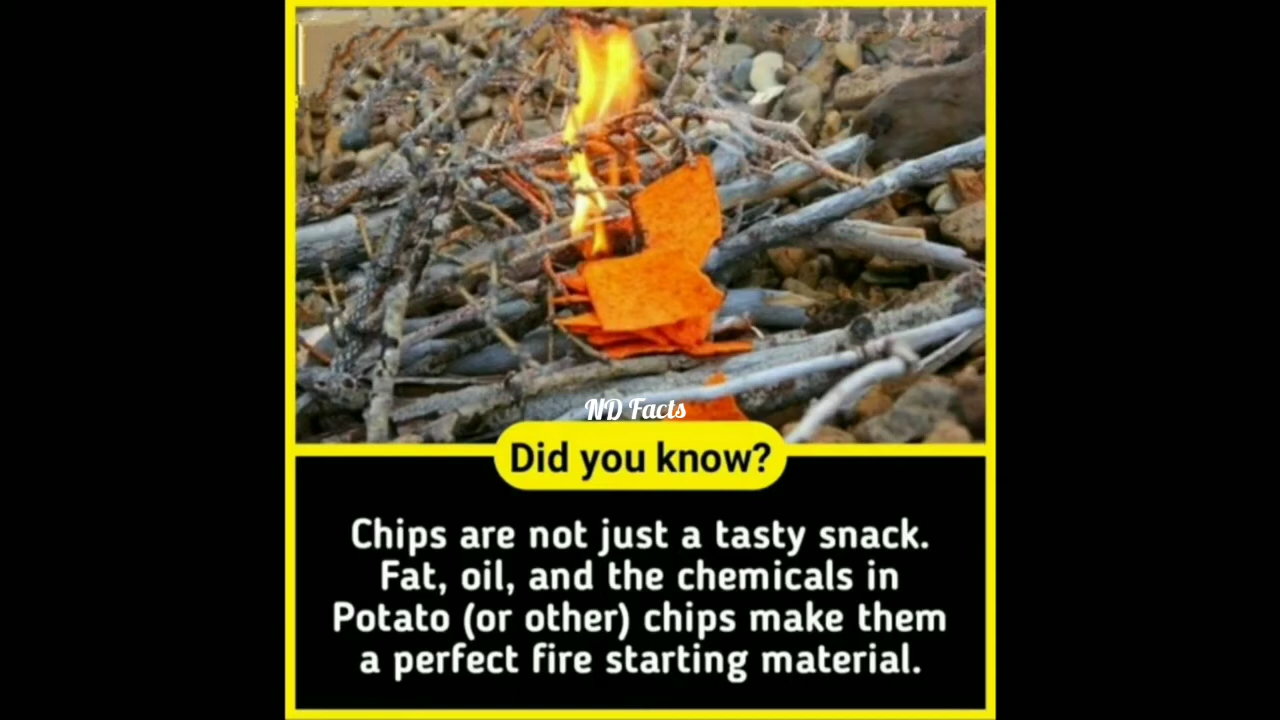 ND Facts
Did you know?
Chips are not just a tasty snack.
Fat, oil, and the chemicals in
Potato (or other) chips make them
a perfect fire starting material.